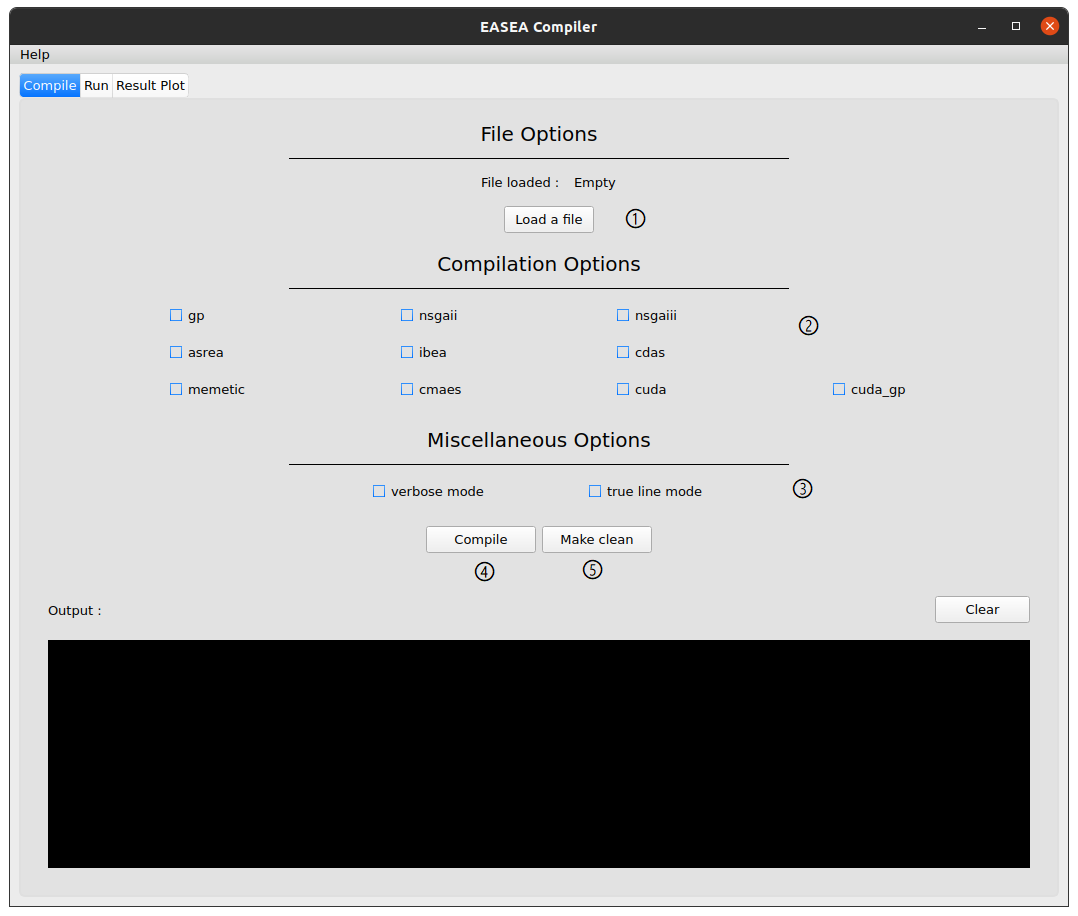 EASEA Compiler
Help
Compile Run Result Plot
File Options
File loaded : Empty
Load a file ①
Compilation Options
gp nsgaii nsgaiii ②
asrea ibea cdas
memetic cmaes cuda cuda_gp
Miscellaneous Options
verbose mode true line mode ③
Compile Make clean
④ ⑤
Output : Clear